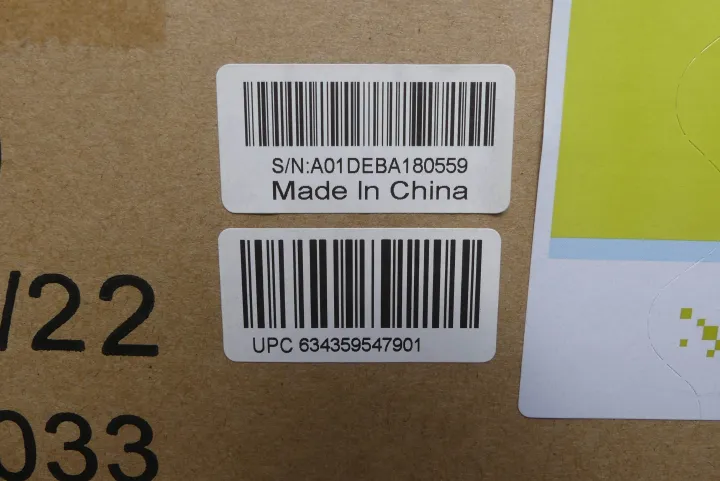 S/N:A01DEBA180559
Made In China
UPC 634359547901
/22
033